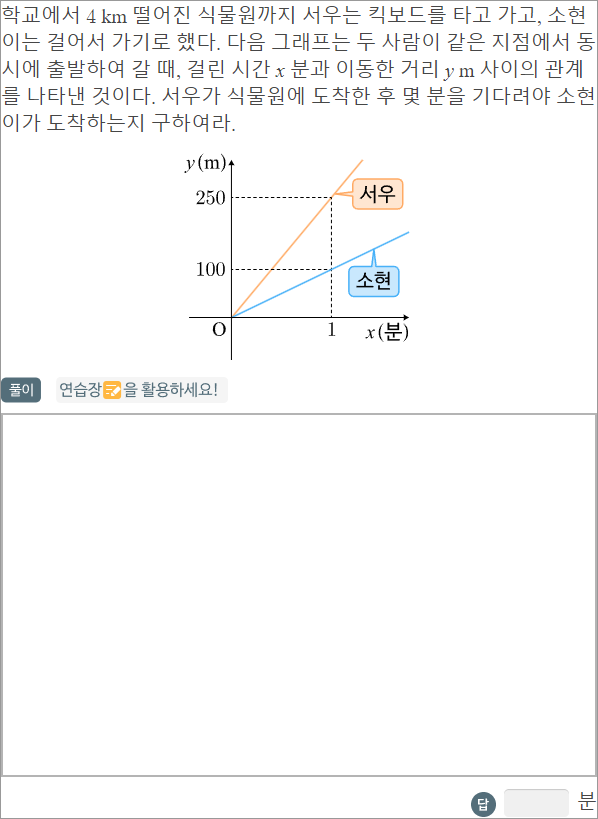 학교에서 4 km 떨어진 식물원까지 서우는 킥보드를 타고 가고, 소현
이는 걸어서 가기로 했다. 다음 그래프는 두 사람이 같은 지점에서 동
시에 출발하여 갈 때, 걸린 시간 x 분과 이동한 거리 y m 사이의 관계
를 나타낸 것이다. 서우가 식물원에 도착한 후 몇 분을 기다려야 소현
이가 도착하는지 구하여라.
y(m)
250
서우
100
소현
O
1
x(분)
풀이 연습장 을 활용하세요!
답 분